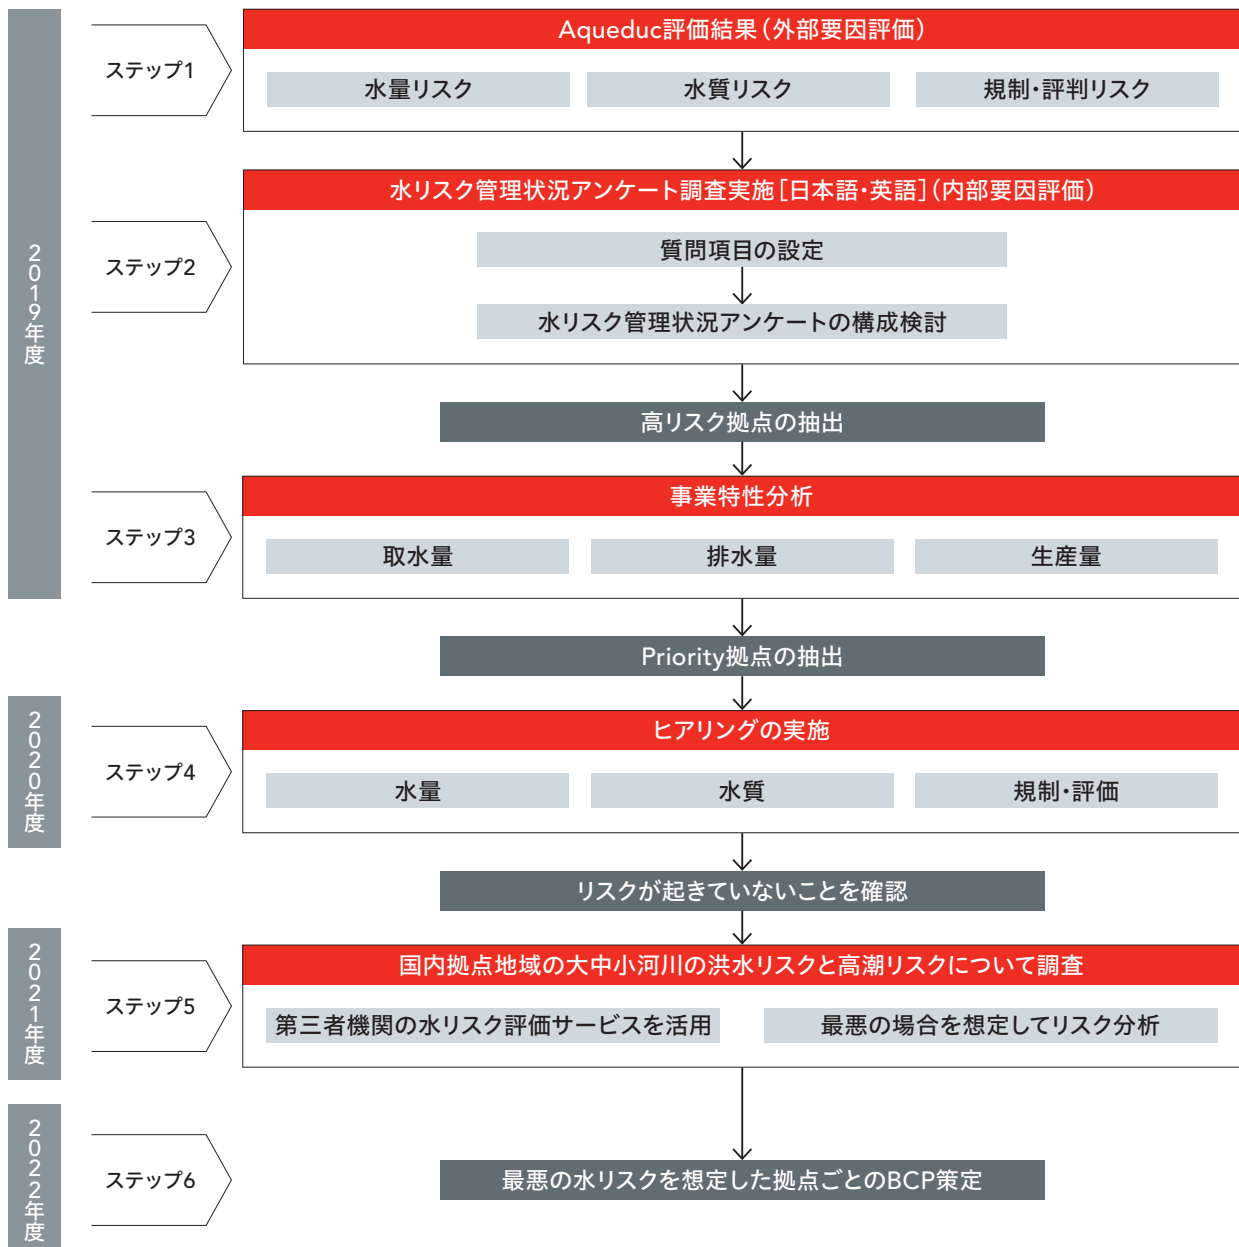 2019年度
ステップ1
Aqueduc評価結果（外部要因評価）
水量リスク
水質リスク
規制・評判リスク
ステップ2
水リスク管理状況アンケート調査実施［日本語・英語］（内部要因評価）
質問項目の設定
水リスク管理状況アンケートの構成検討
高リスク拠点の抽出
ステップ3
事業特性分析
取水量
排水量
生産量
Priority拠点の抽出
2020年度
ステップ4
ヒアリングの実施
水量
水質
規制・評価
リスクが起きていないことを確認
2021年度
ステップ5
国内拠点地域の大中小河川の洪水リスクと高潮リスクについて調査
第三者機関の水リスク評価サービスを活用
最悪の場合を想定してリスク分析
2022年度
ステップ6
最悪の水リスクを想定した拠点ごとのBCP策定